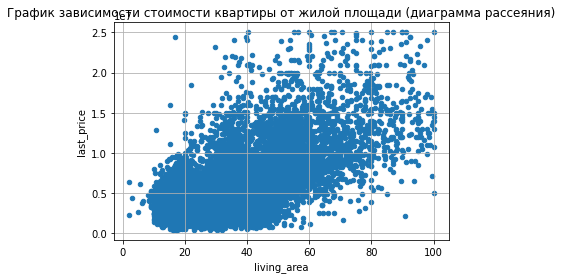 График зависимости стоимости квартиры от жилой площади (диаграмма рассеяния)
1e7
2.5
2.0
1.5
1.0
0.5
0.0
last_price
0 20 40 60 80 100
living_area